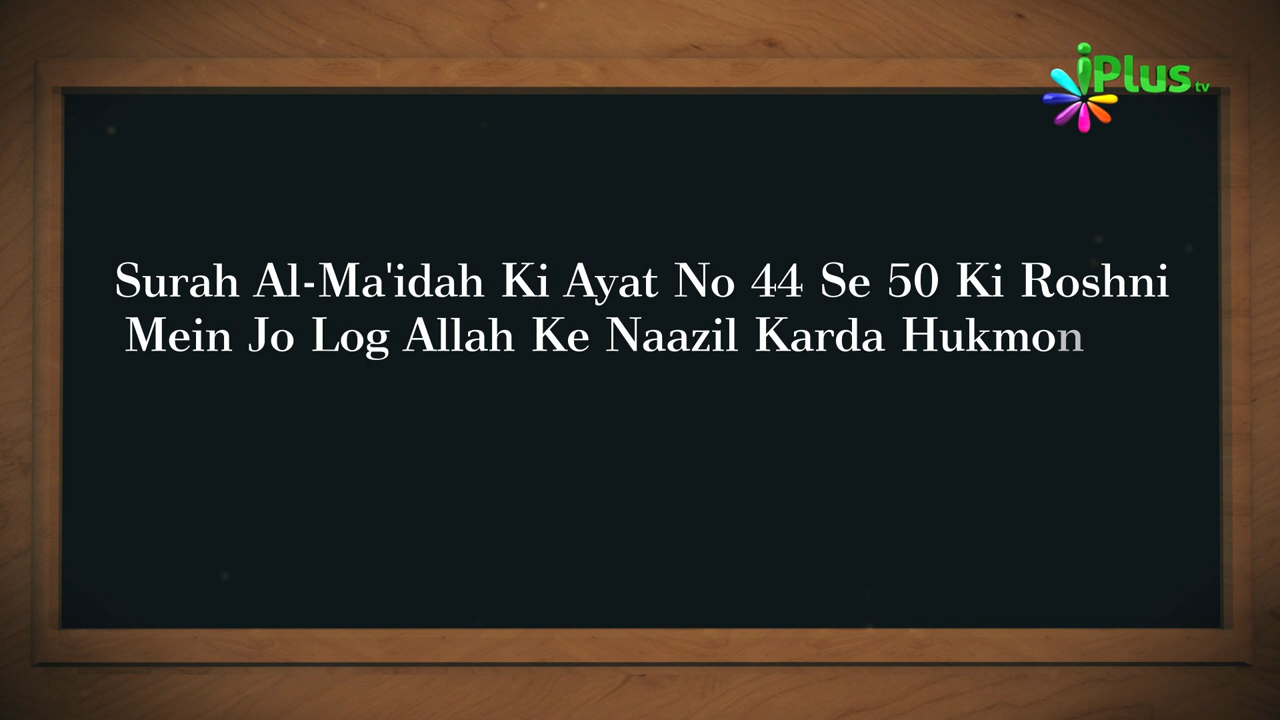 iPlus tv
Surah Al-Ma'idah Ki Ayat No 44 Se 50 Ki Roshni
Mein Jo Log Allah Ke Naazil Karda Hukmon